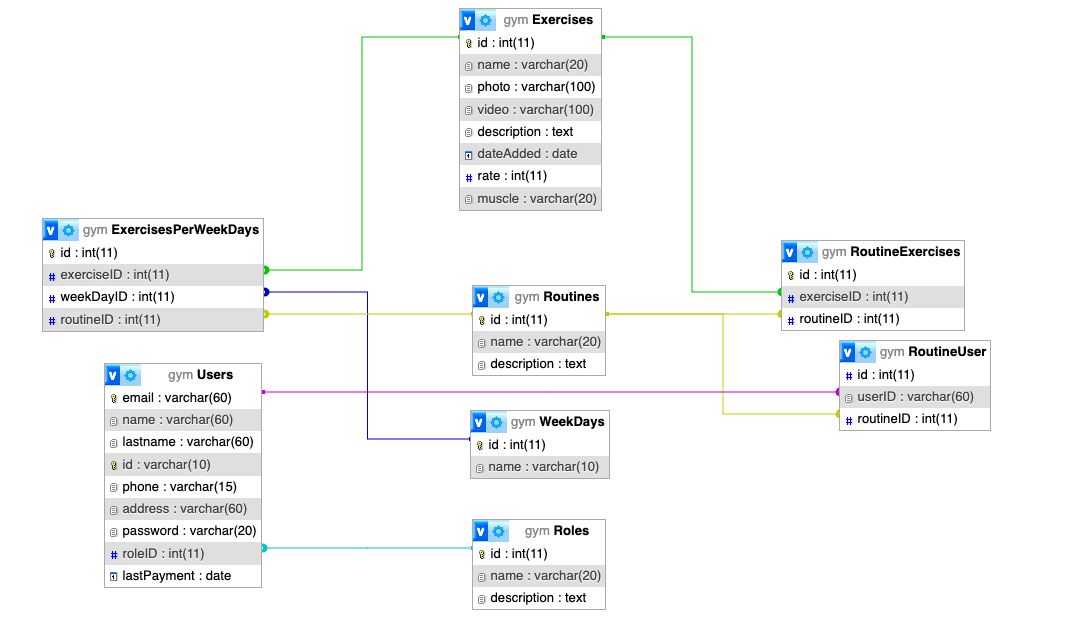 gym Exercises
id : int(11)
name : varchar(20)
photo : varchar(100)
video : varchar(100)
description : text
dateAdded : date
rate : int(11)
muscle : varchar(20)
gym ExercisesPerWeekDays
id : int(11)
exerciseID : int(11)
weekDayID : int(11)
routineID : int(11)
gym RoutineExercises
id : int(11)
exerciseID : int(11)
routineID : int(11)
gym Routines
id : int(11)
name : varchar(20)
description : text
gym RoutineUser
id : int(11)
userID : varchar(60)
routineID : int(11)
gym Users
email : varchar(60)
name : varchar(60)
lastname : varchar(60)
id : varchar(10)
phone : varchar(15)
address : varchar(60)
password : varchar(20)
roleID : int(11)
lastPayment : date
gym WeekDays
id : int(11)
name : varchar(10)
gym Roles
id : int(11)
name : varchar(20)
description : text